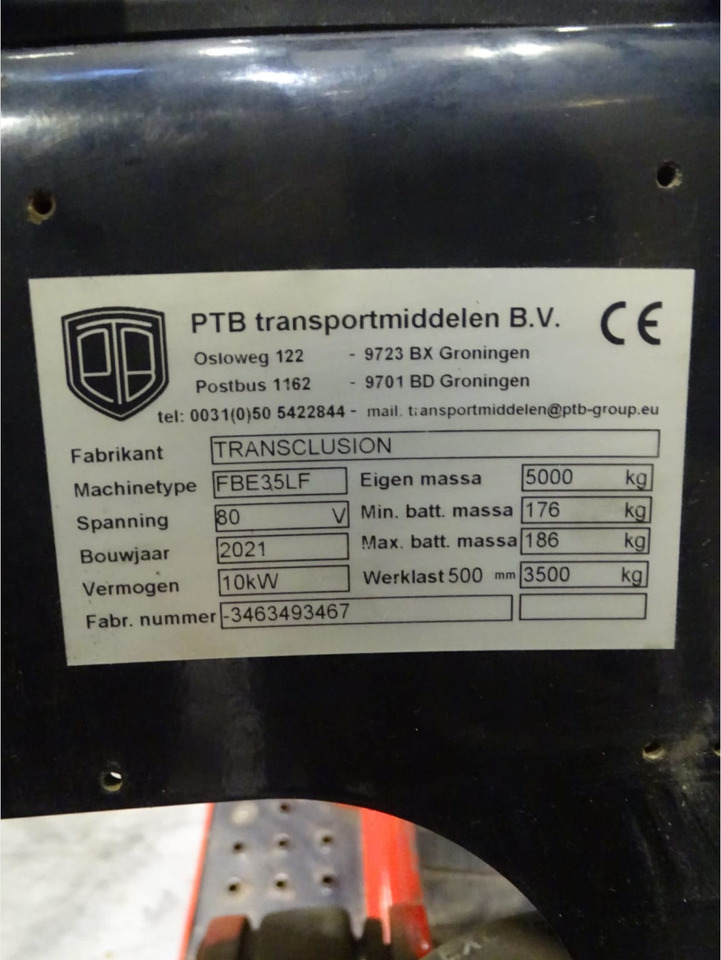 PTB
PTB transportmiddelen B.V. CE
Osloweg 122 - 9723 BX Groningen
Postbus 1162 - 9701 BD Groningen
tel: 0031(0)50 5422844 - mail. transportmiddelen@ptb-group.eu
Fabrikant TRANSCLUSION
Machinetype FBE35LF Eigen massa 5000 kg
Spanning 80 V Min. batt. massa 176 kg
Bouwjaar 2021 Max. batt. massa 186 kg
Vermogen 10kW Werklast 500 mm 3500 kg
Fabr. nummer -3463493467